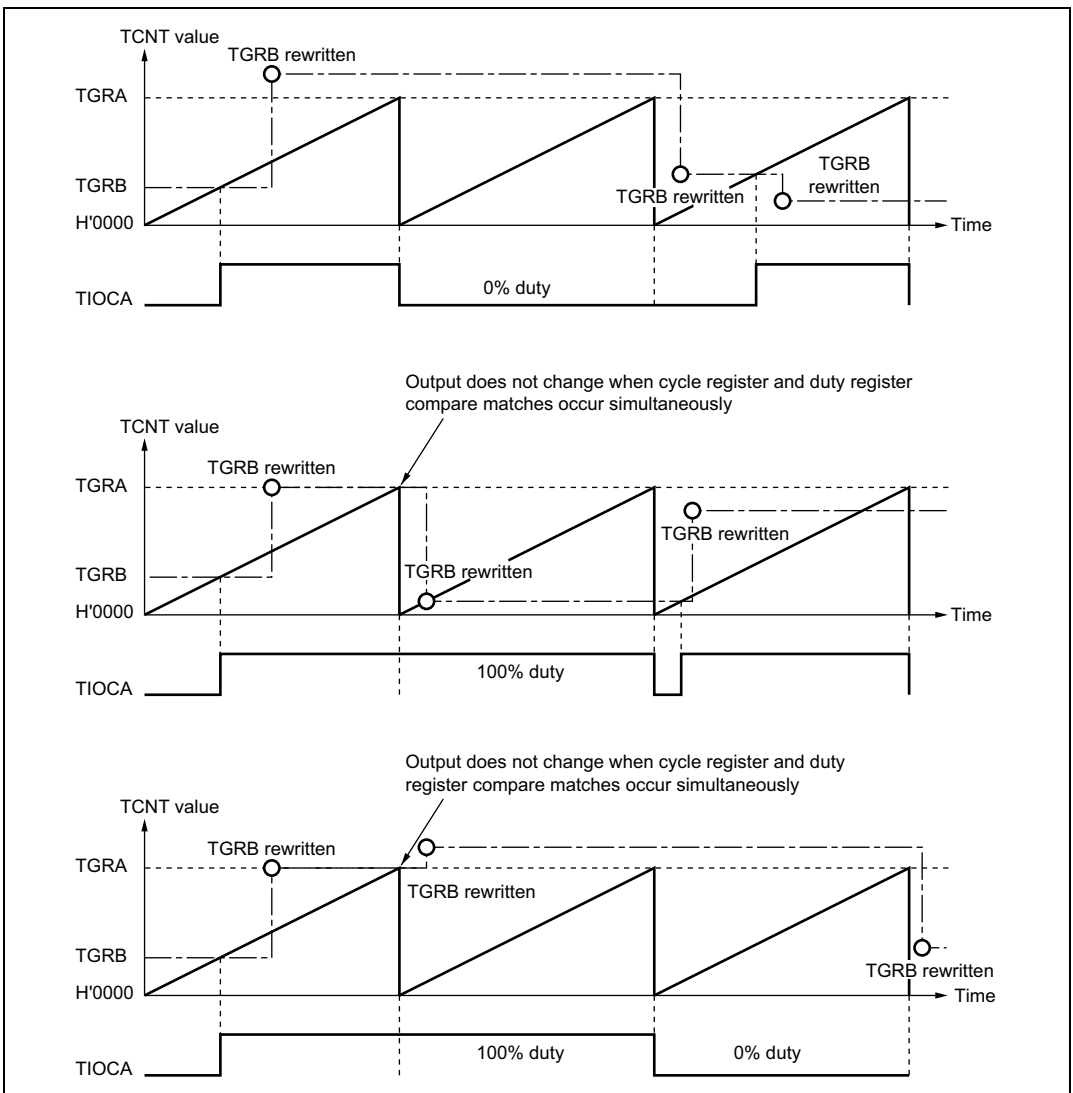 TCNT value
TGRB rewritten
TGRA
TGRB
rewritten
TGRB
TGRB rewritten
H'0000
Time
0% duty
TIOCA
Output does not change when cycle register and duty register
compare matches occur simultaneously
TCNT value
TGRB rewritten
TGRA
TGRB rewritten
TGRB rewritten
TGRB
H'0000
Time
100% duty
TIOCA
Output does not change when cycle register and duty
register compare matches occur simultaneously
TCNT value
TGRB rewritten
TGRA
TGRB rewritten
TGRB
TGRB rewritten
H'0000
Time
100% duty
0% duty
TIOCA